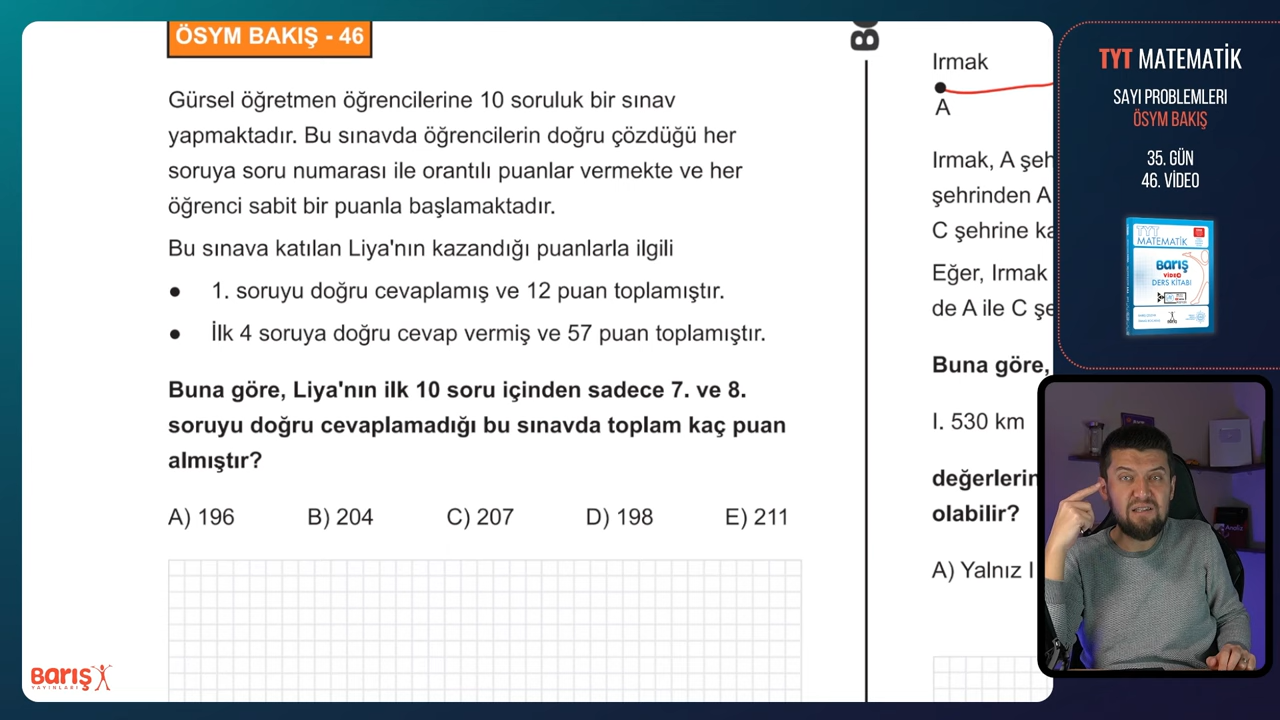 ÖSYM BAKIŞ - 46
Gürsel öğretmen öğrencilerine 10 soruluk bir sınav
yapmaktadır. Bu sınavda öğrencilerin doğru çözdüğü her
soruya soru numarası ile orantılı puanlar vermekte ve her
öğrenci sabit bir puanla başlamaktadır.
Bu sınava katılan Liya'nın kazandığı puanlarla ilgili
● 1. soruyu doğru cevaplamış ve 12 puan toplamıştır.
● İlk 4 soruya doğru cevap vermiş ve 57 puan toplamıştır.
Buna göre, Liya'nın ilk 10 soru içinden sadece 7. ve 8.
soruyu doğru cevaplamadığı bu sınavda toplam kaç puan
almıştır?
A) 196 B) 204 C) 207 D) 198 E) 211
Irmak
A
Irmak, A şeh
şehrinden A
C şehrine ka
Eğer, Irmak
de A ile C şe
Buna göre,
I. 530 km
değerlerin
olabilir?
A) Yalnız I
TYT MATEMATİK
SAYI PROBLEMLERI
ÖSYM BAKIŞ
35. GÜN
46. VİDEO
TYT
MATEMATİK
BARIŞ
VİDEO
DERS KİTABI
BARIŞ
YAYINLARI